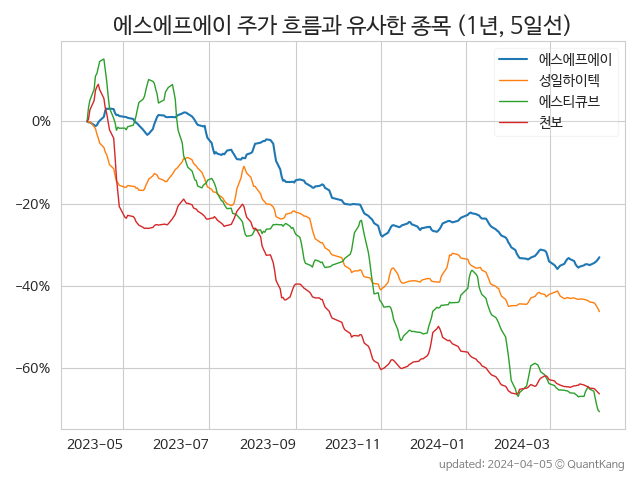 에스에프에이 주가 흐름과 유사한 종목 (1년, 5일선)
에스에프에이
성일하이텍
에스티큐브
천보
0%
−20%
−40%
−60%
2023-05 2023-07 2023-09 2023-11 2024-01 2024-03
updated: 2024-04-05 © QuantKang